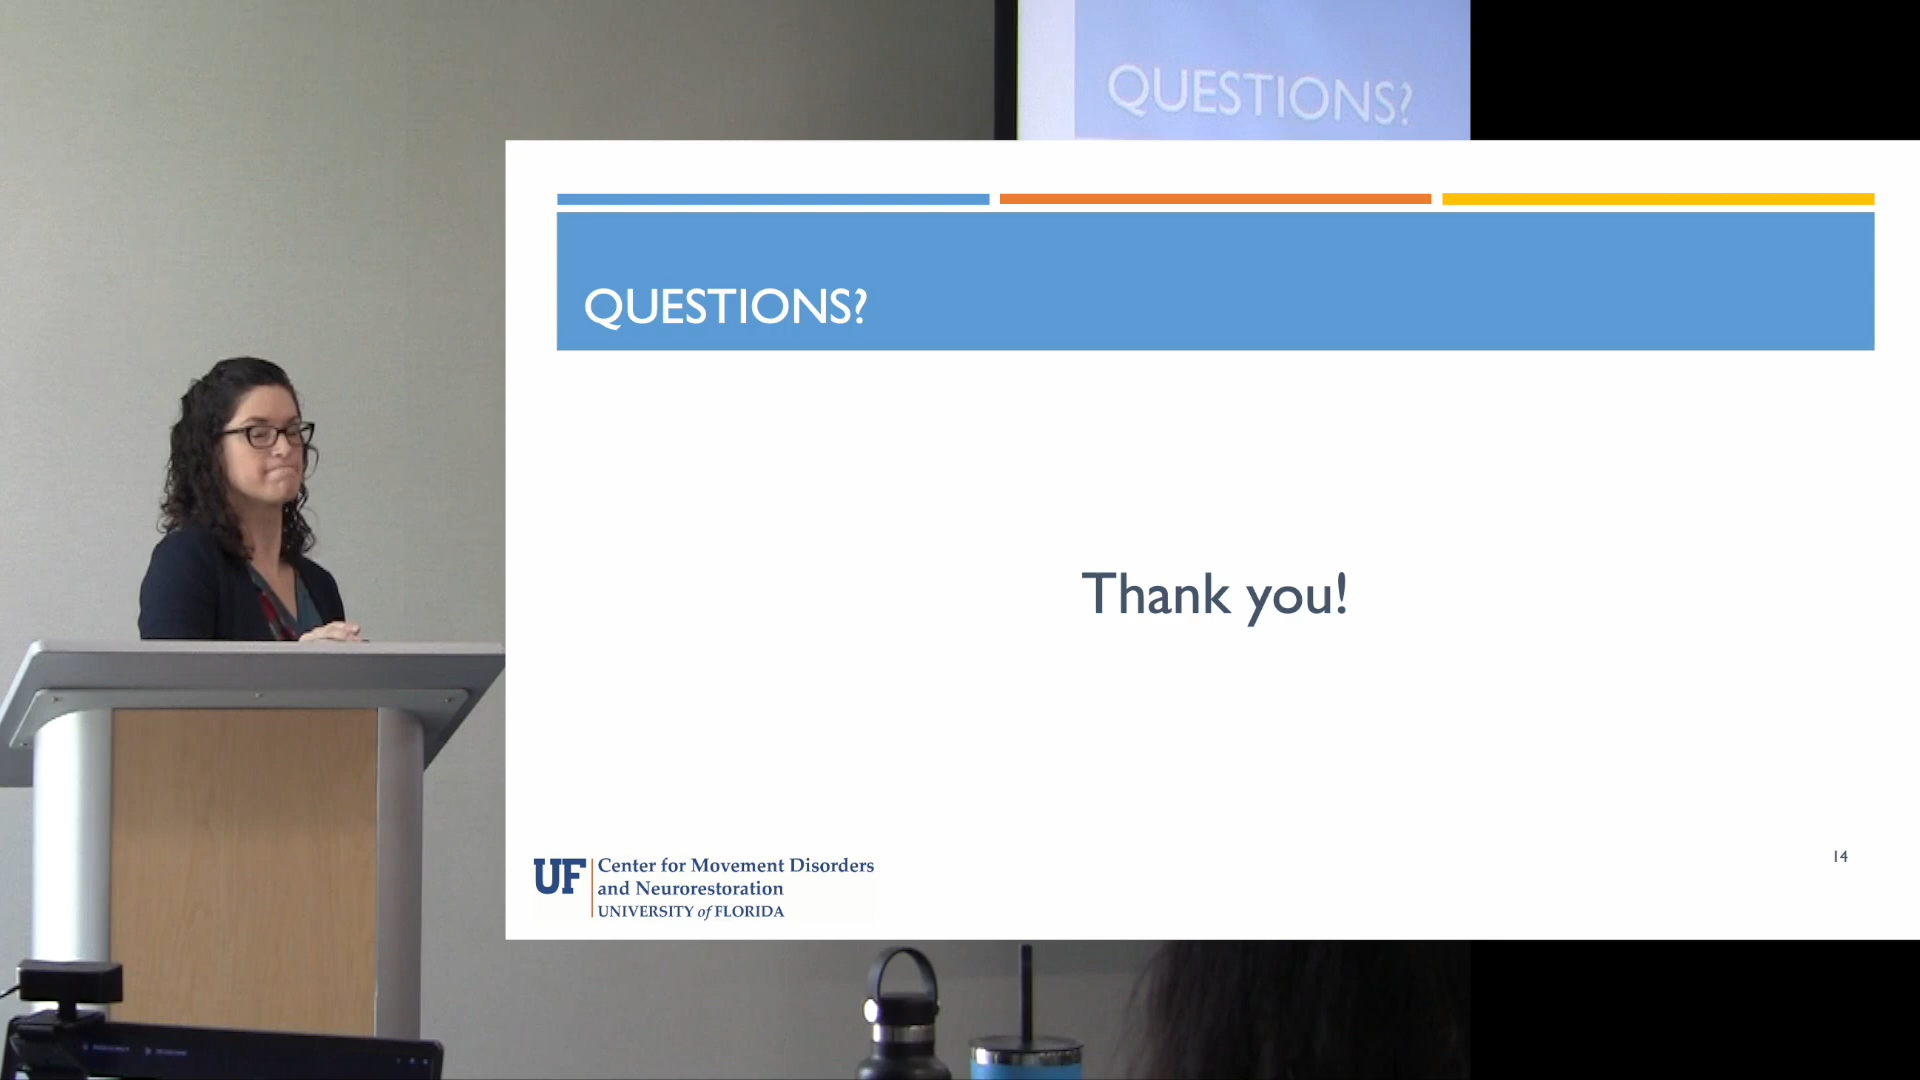 QUESTIONS?
QUESTIONS?
Thank you!
14
UF
Center for Movement Disorders
and Neurorestoration
UNIVERSITY of FLORIDA